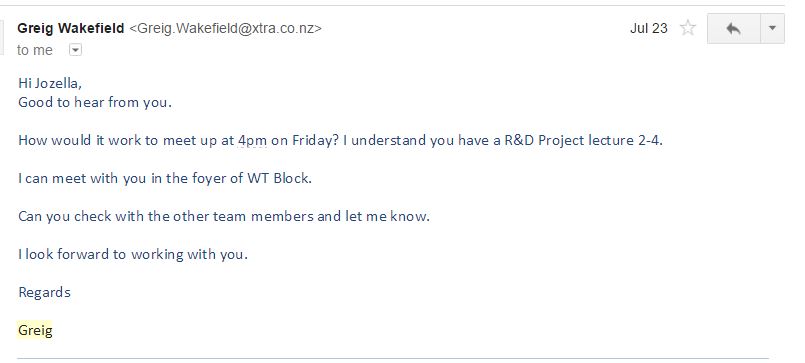 Greig Wakefield <Greig.Wakefield@xtra.co.nz> Jul 23
to me
Hi Jozella,
Good to hear from you.
How would it work to meet up at 4pm on Friday? I understand you have a R&D Project lecture 2-4.
I can meet with you in the foyer of WT Block.
Can you check with the other team members and let me know.
I look forward to working with you.
Regards
Greig